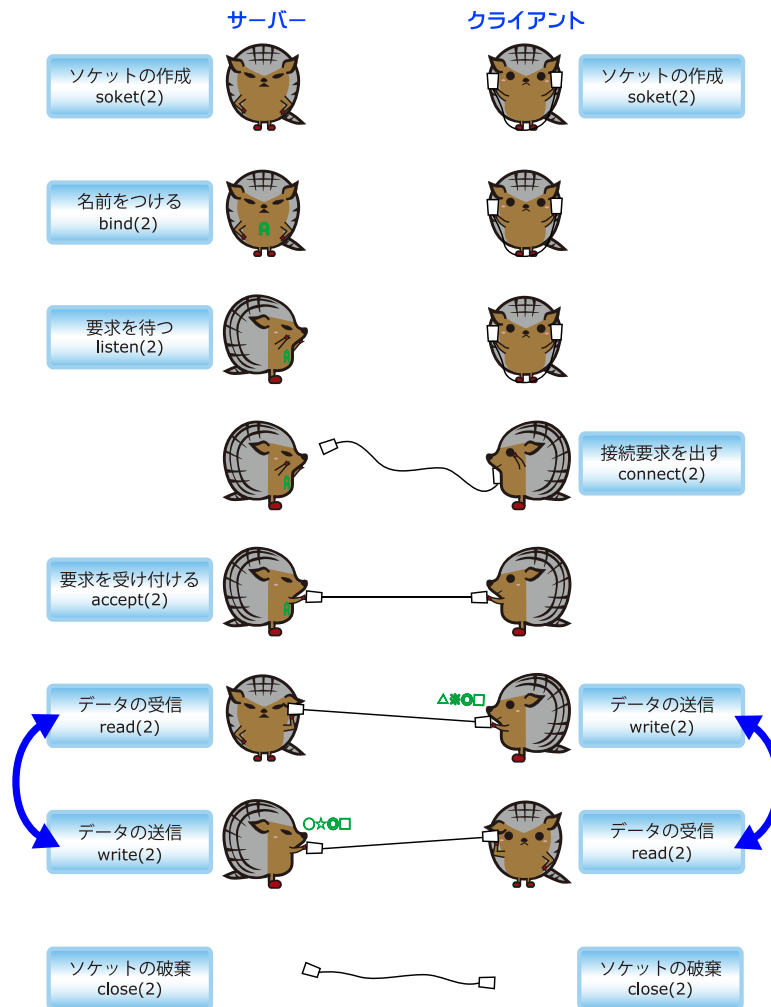 サーバー
クライアント
ソケットの作成
soket(2)
ソケットの作成
soket(2)
名前をつける
bind(2)
A
要求を待つ
listen(2)
A
A
接続要求を出す
connect(2)
要求を受け付ける
accept(2)
A
データの受信
read(2)
△※◎□
データの送信
write(2)
データの送信
write(2)
○☆◎□
データの受信
read(2)
ソケットの破棄
close(2)
ソケットの破棄
close(2)